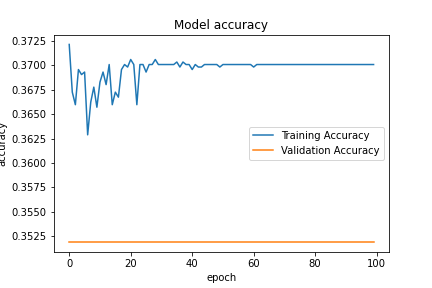 Model accuracy
0.3725
0.3700
0.3675
0.3650
0.3625
0.3600
0.3575
0.3550
0.3525
accuracy
Training Accuracy
Validation Accuracy
0 20 40 60 80 100
epoch